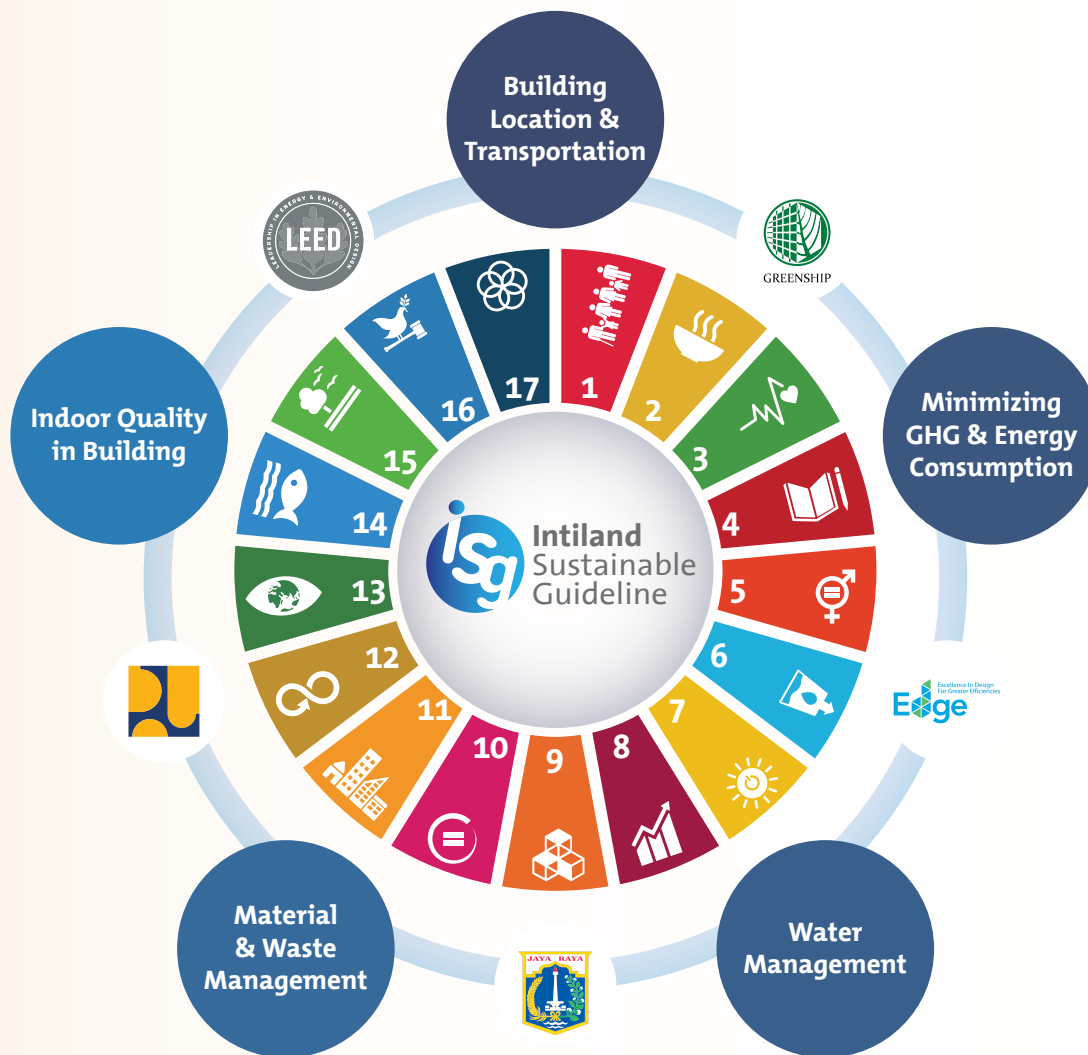 Building
Location &
Transportation
LEADERSHIP IN ENERGY & ENVIRONMENTAL DESIGN
LEED
GREENSHIP
Indoor Quality
in Building
Minimizing
GHG & Energy
Consumption
1
2
3
4
5
6
7
8
9
10
11
12
13
14
15
16
17
isg
Intiland
Sustainable
Guideline
Excellence In Design
For Greater Efficiencies
Edge
Material
& Waste
Management
JAYA RAYA
Water
Management